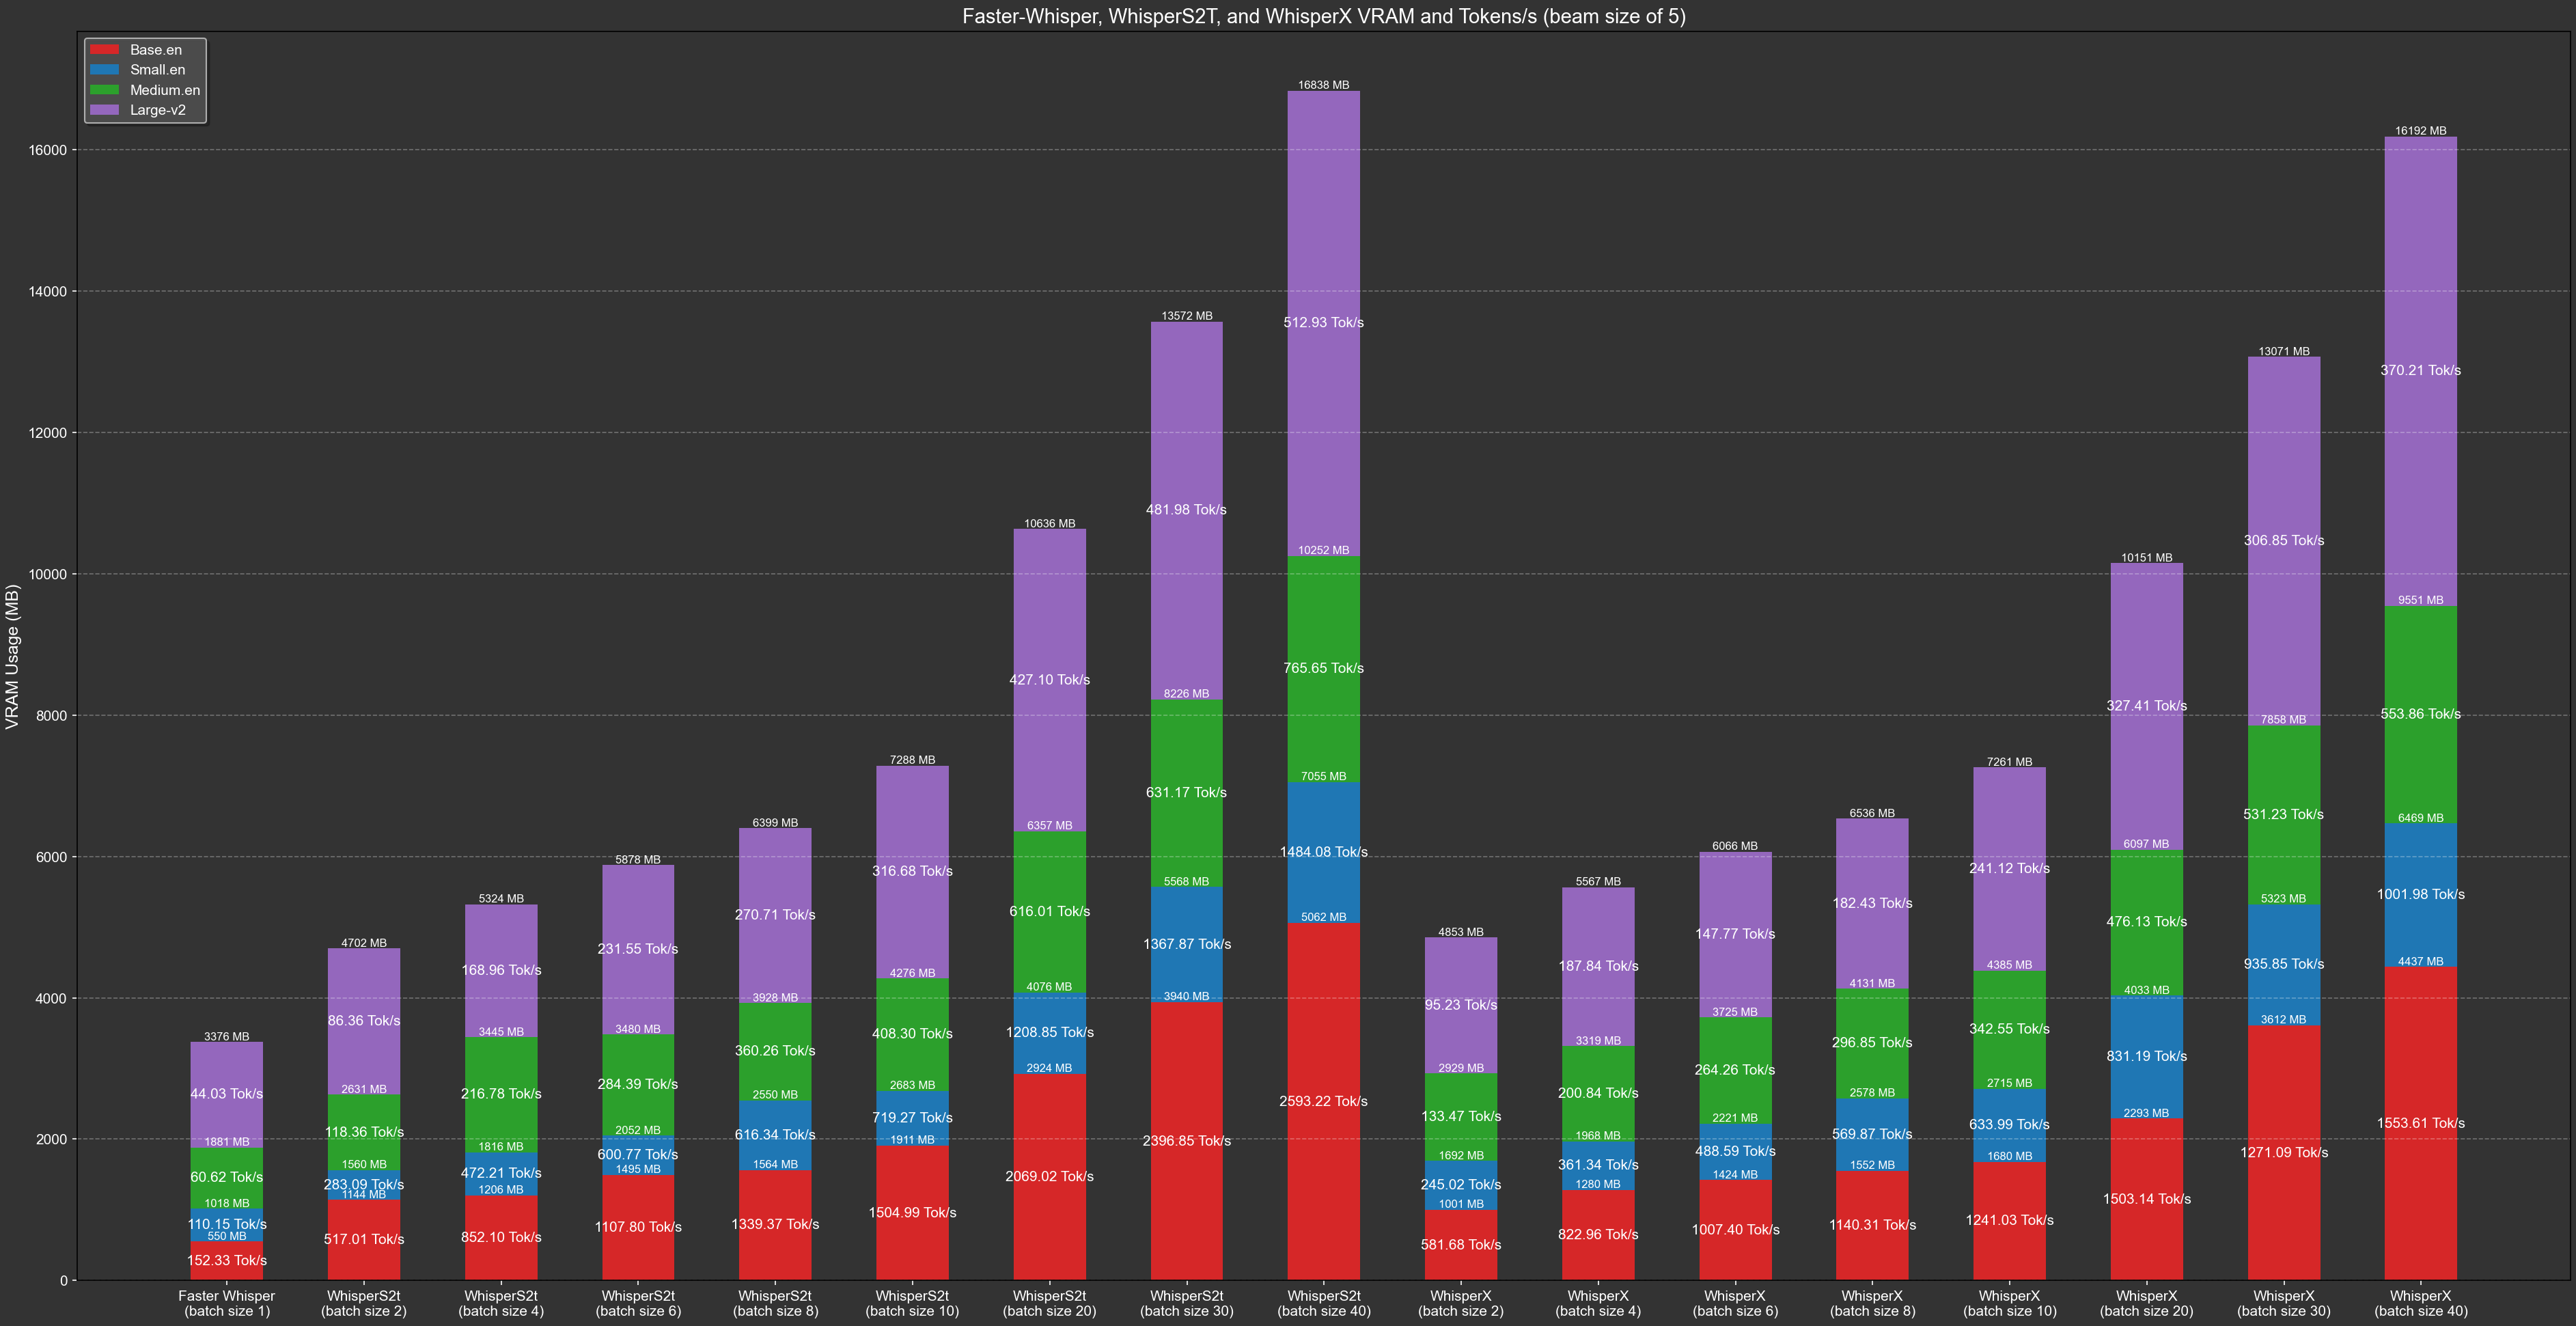 Faster-Whisper, WhisperS2T, and WhisperX VRAM and Tokens/s (beam size of 5)
Base.en
Small.en
Medium.en
Large-v2
VRAM Usage (MB)
16000
14000
12000
10000
8000
6000
4000
2000
0
3376 MB
44.03 Tok/s
1881 MB
60.62 Tok/s
1018 MB
110.15 Tok/s
550 MB
152.33 Tok/s
Faster Whisper
(batch size 1)
4702 MB
86.36 Tok/s
2631 MB
118.36 Tok/s
1560 MB
283.09 Tok/s
1144 MB
517.01 Tok/s
WhisperS2t
(batch size 2)
5324 MB
168.96 Tok/s
3445 MB
216.78 Tok/s
1816 MB
472.21 Tok/s
1206 MB
852.10 Tok/s
WhisperS2t
(batch size 4)
5878 MB
231.55 Tok/s
3480 MB
284.39 Tok/s
2052 MB
600.77 Tok/s
1495 MB
1107.80 Tok/s
WhisperS2t
(batch size 6)
6399 MB
270.71 Tok/s
3928 MB
360.26 Tok/s
2550 MB
616.34 Tok/s
1564 MB
1339.37 Tok/s
WhisperS2t
(batch size 8)
7288 MB
316.68 Tok/s
4276 MB
408.30 Tok/s
2683 MB
719.27 Tok/s
1911 MB
1504.99 Tok/s
WhisperS2t
(batch size 10)
10636 MB
427.10 Tok/s
6357 MB
616.01 Tok/s
4076 MB
1208.85 Tok/s
2924 MB
2069.02 Tok/s
WhisperS2t
(batch size 20)
13572 MB
481.98 Tok/s
8226 MB
631.17 Tok/s
5568 MB
1367.87 Tok/s
3940 MB
2396.85 Tok/s
WhisperS2t
(batch size 30)
16838 MB
512.93 Tok/s
10252 MB
765.65 Tok/s
7055 MB
1484.08 Tok/s
5062 MB
2593.22 Tok/s
WhisperS2t
(batch size 40)
4853 MB
95.23 Tok/s
2929 MB
133.47 Tok/s
1692 MB
245.02 Tok/s
1001 MB
581.68 Tok/s
WhisperX
(batch size 2)
5567 MB
187.84 Tok/s
3319 MB
200.84 Tok/s
1968 MB
361.34 Tok/s
1280 MB
822.96 Tok/s
WhisperX
(batch size 4)
6066 MB
147.77 Tok/s
3725 MB
264.26 Tok/s
2221 MB
488.59 Tok/s
1424 MB
1007.40 Tok/s
WhisperX
(batch size 6)
6536 MB
182.43 Tok/s
4131 MB
296.85 Tok/s
2578 MB
569.87 Tok/s
1552 MB
1140.31 Tok/s
WhisperX
(batch size 8)
7261 MB
241.12 Tok/s
4385 MB
342.55 Tok/s
2715 MB
633.99 Tok/s
1680 MB
1241.03 Tok/s
WhisperX
(batch size 10)
10151 MB
327.41 Tok/s
6097 MB
476.13 Tok/s
4033 MB
831.19 Tok/s
2293 MB
1503.14 Tok/s
WhisperX
(batch size 20)
13071 MB
306.85 Tok/s
7858 MB
531.23 Tok/s
5323 MB
935.85 Tok/s
3612 MB
1271.09 Tok/s
WhisperX
(batch size 30)
16192 MB
370.21 Tok/s
9551 MB
553.86 Tok/s
6469 MB
1001.98 Tok/s
4437 MB
1553.61 Tok/s
WhisperX
(batch size 40)